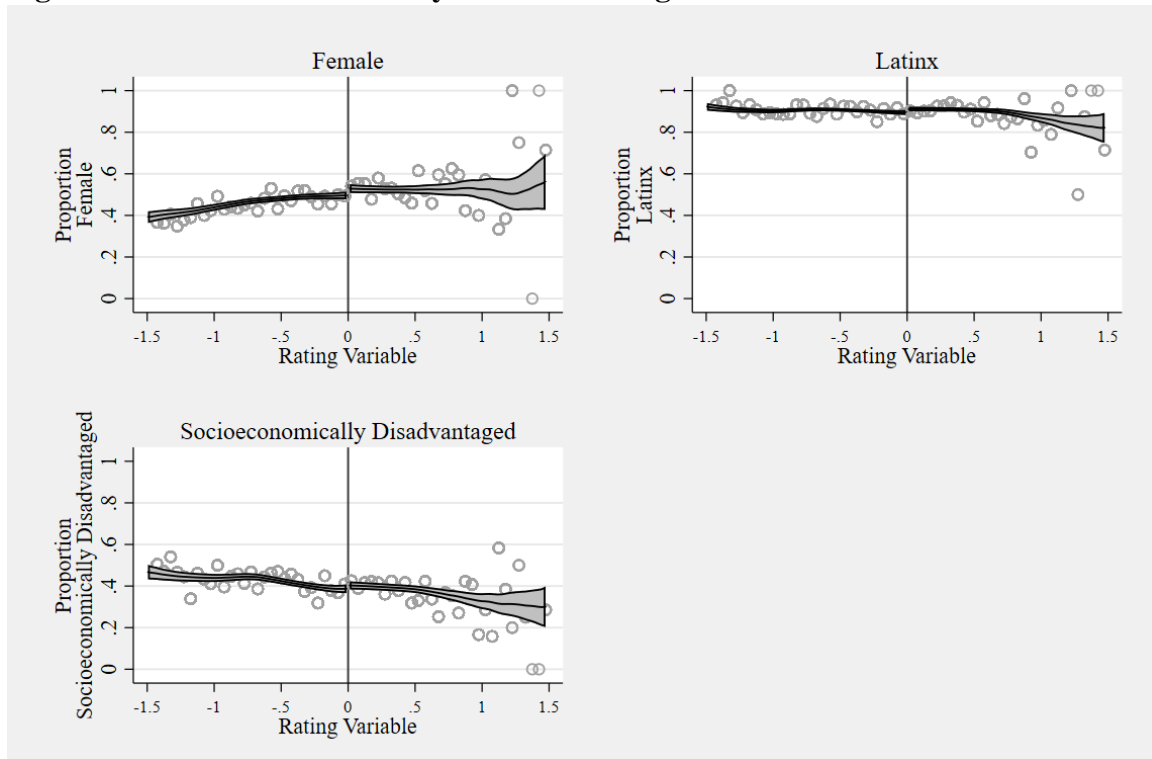 Female
Proportion
Female
0 .2 .4 .6 .8 1
-1.5 -1 -.5 0 .5 1 1.5
Rating Variable
Latinx
Proportion
Latinx
0 .2 .4 .6 .8 1
-1.5 -1 -.5 0 .5 1 1.5
Rating Variable
Socioeconomically Disadvantaged
Proportion
Socioeconomically Disadvantaged
0 .2 .4 .6 .8 1
-1.5 -1 -.5 0 .5 1 1.5
Rating Variable